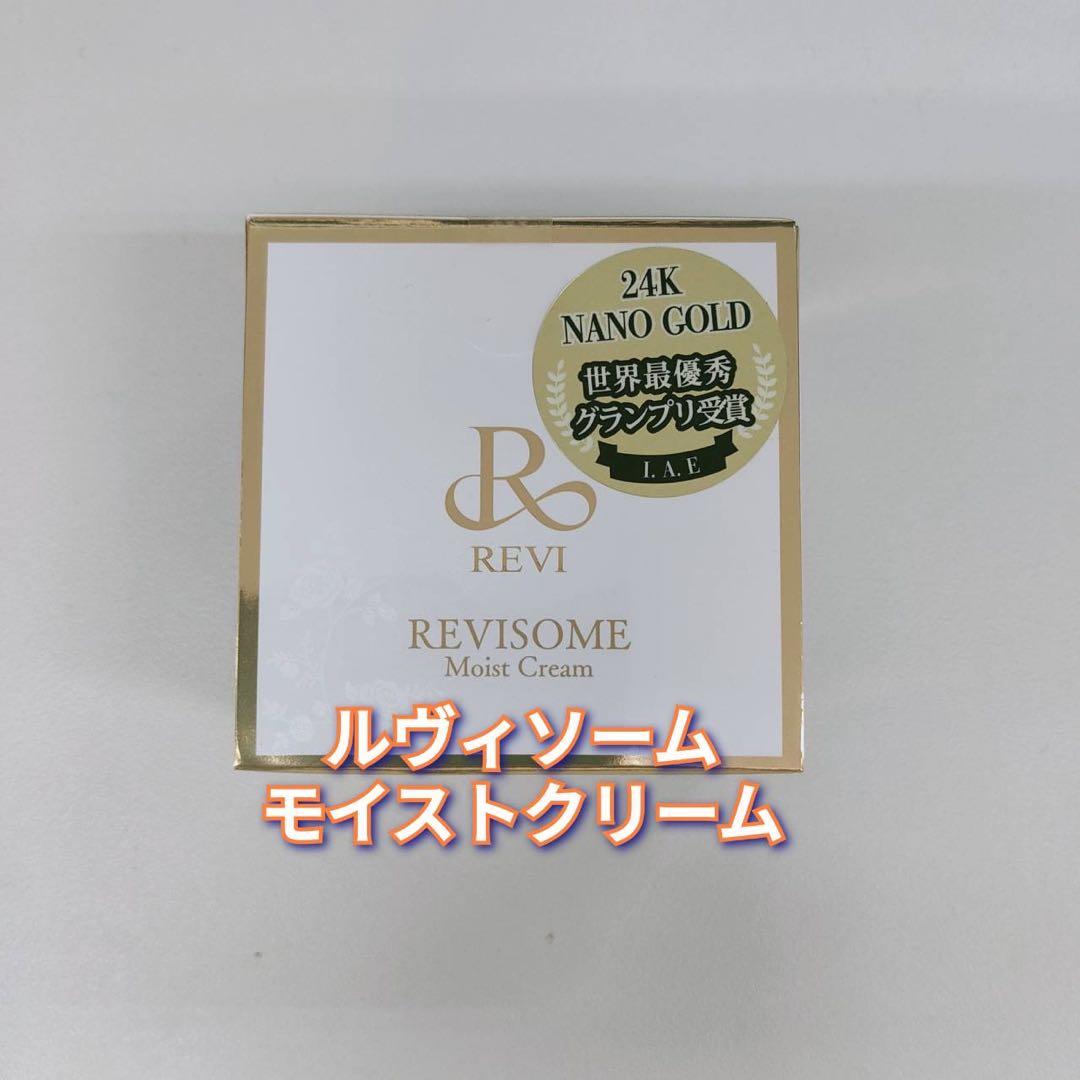 24K
NANO GOLD
世界最優秀
グランプリ受賞
I. A. E
R
REVI
REVISOME
Moist Cream
ルヴィソーム
モイストクリーム